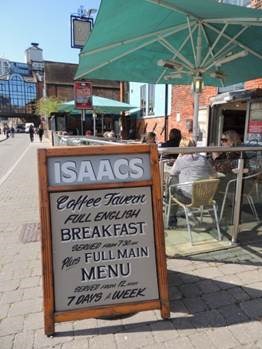 ISAACS
Coffee Tavern
FULL ENGLISH
BREAKFAST
SERVED FROM 7.30am
Plus FULL MAIN
MENU
SERVED FROM 12 noon
7 DAYS A WEEK